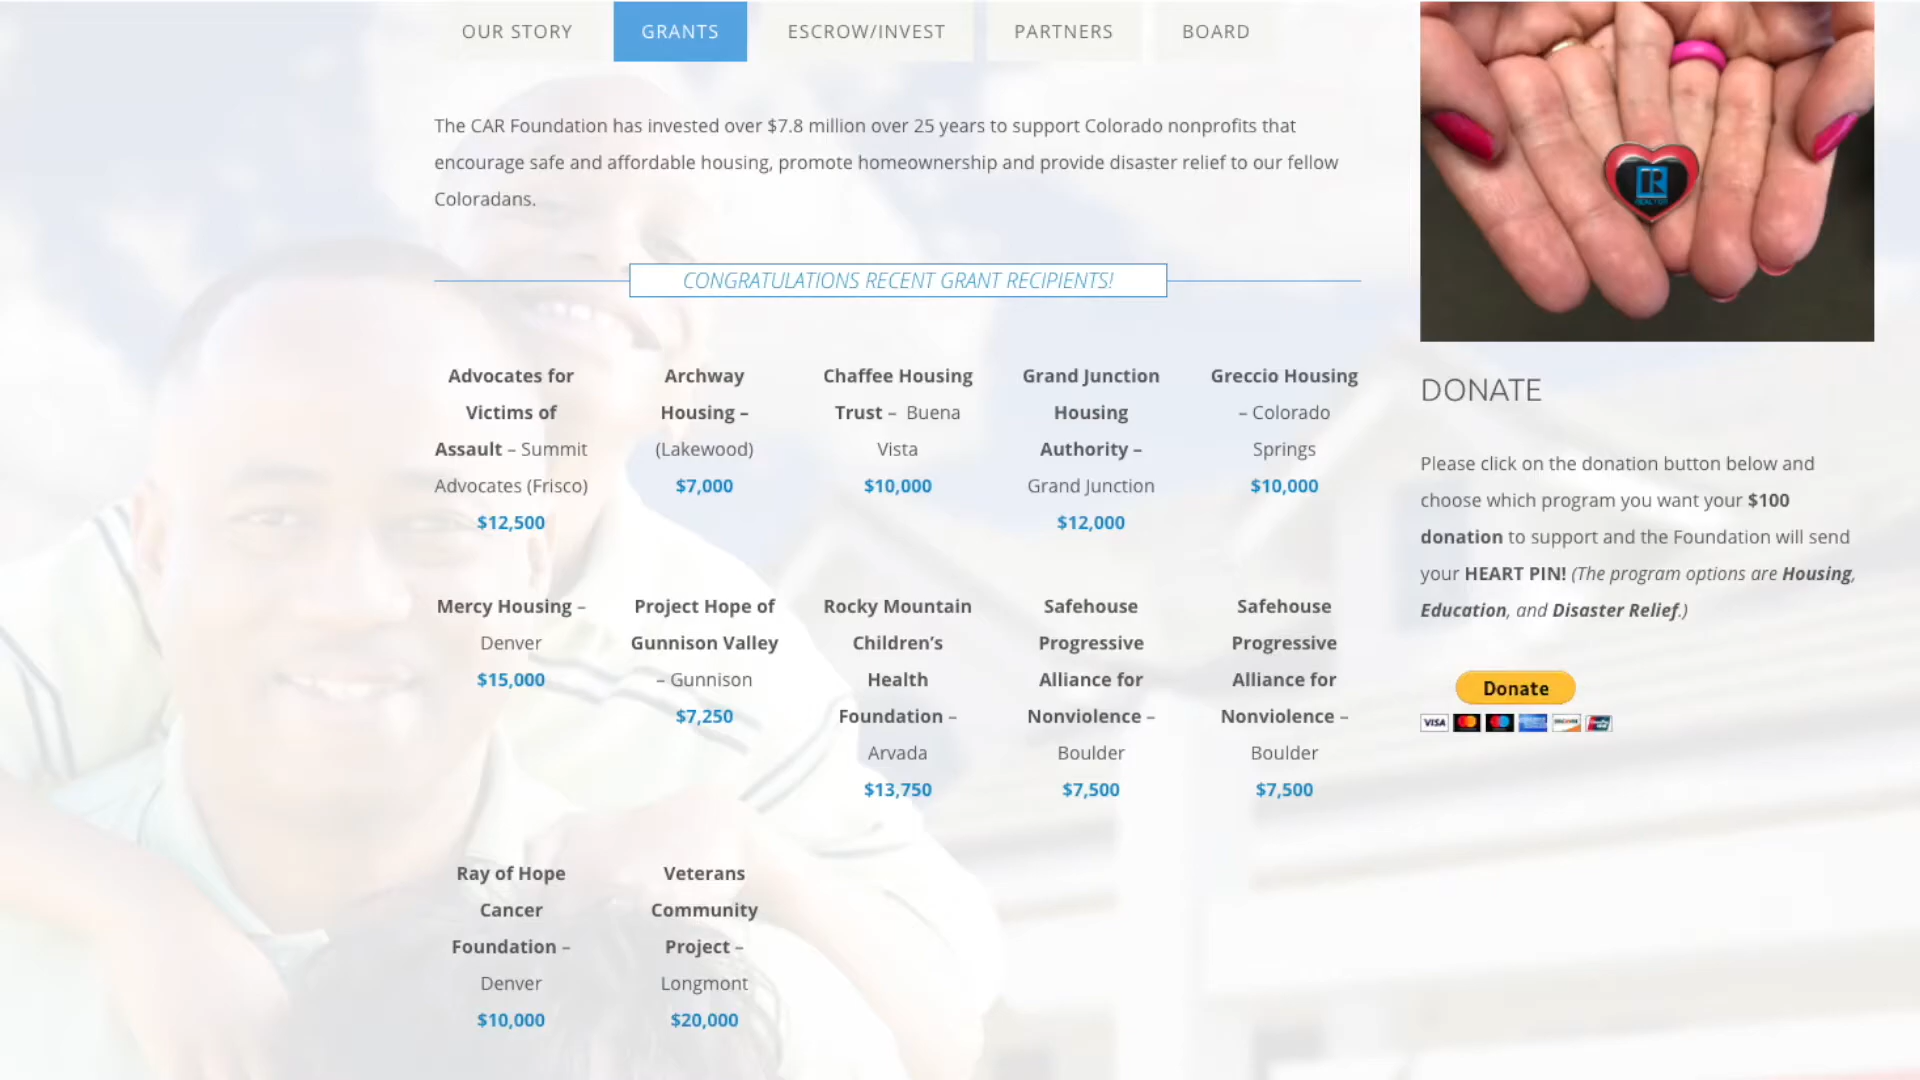 OUR STORY
GRANTS
ESCROW/INVEST
PARTNERS
BOARD
The CAR Foundation has invested over $7.8 million over 25 years to support Colorado nonprofits that
encourage safe and affordable housing, promote homeownership and provide disaster relief to our fellow
Coloradans.
CONGRATULATIONS RECENT GRANT RECIPIENTS!
Advocates for
Victims of
Assault – Summit
Advocates (Frisco)
$12,500
Archway
Housing –
(Lakewood)
$7,000
Chaffee Housing
Trust – Buena
Vista
$10,000
Grand Junction
Housing
Authority –
Grand Junction
$12,000
Greccio Housing
– Colorado
Springs
$10,000
Mercy Housing –
Denver
$15,000
Project Hope of
Gunnison Valley
– Gunnison
$7,250
Rocky Mountain
Children’s
Health
Foundation –
Arvada
$13,750
Safehouse
Progressive
Alliance for
Nonviolence –
Boulder
$7,500
Safehouse
Progressive
Alliance for
Nonviolence –
Boulder
$7,500
Ray of Hope
Cancer
Foundation –
Denver
$10,000
Veterans
Community
Project –
Longmont
$20,000
R
REALTOR
DONATE
Please click on the donation button below and
choose which program you want your $100
donation to support and the Foundation will send
your HEART PIN! (The program options are Housing,
Education, and Disaster Relief.)
Donate
VISA